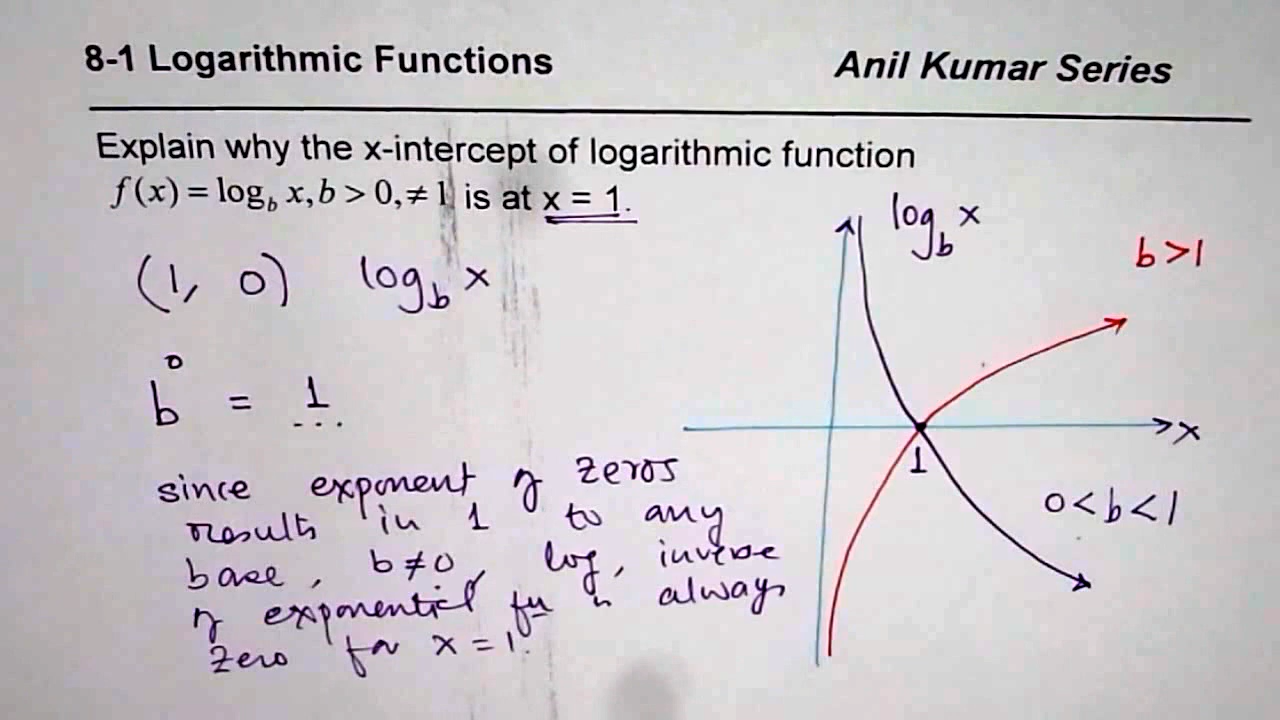 8-1 Logarithmic Functions
Anil Kumar Series
Explain why the x-intercept of logarithmic function
f(x) = log_b x, b > 0, ≠ 1 is at x = 1.
(1, 0) log_b x
b⁰ = 1 ...
since exponent of zeros
results in 1 to any
base, b ≠ 0, log, inverse
of exponential fn is always
zero for x = 1.
log_b x
b > 1
x
1
0 < b < 1